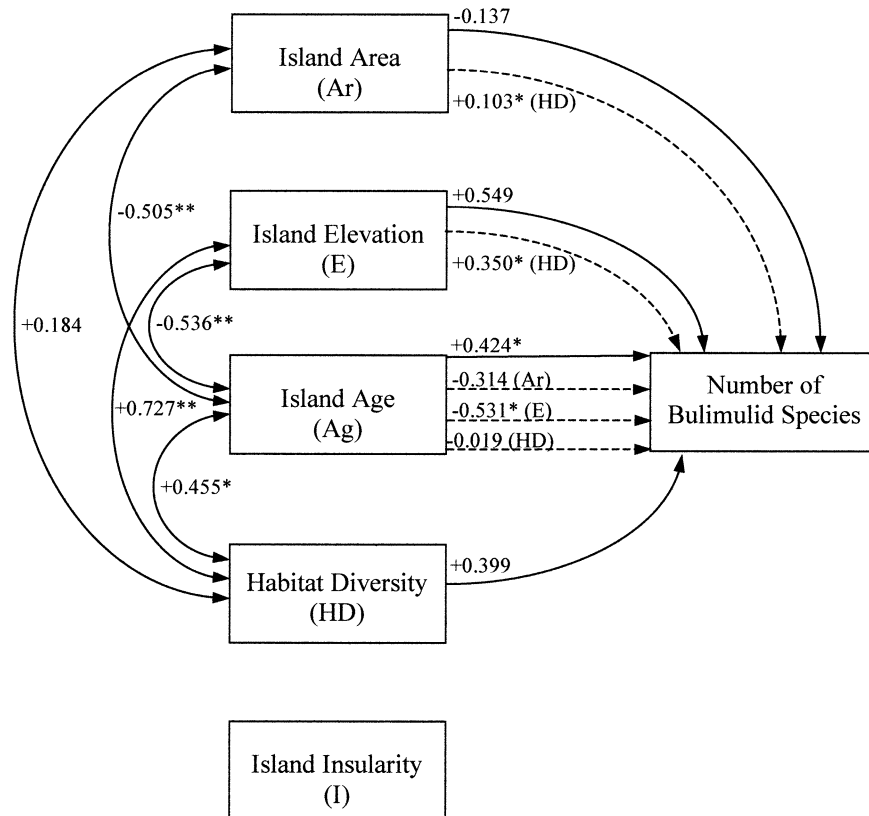 -0.137
Island Area
(Ar)
+0.103* (HD)
+0.549
-0.505**
Island Elevation
(E)
+0.350* (HD)
+0.184
-0.536**
+0.424*
Island Age
(Ag)
-0.314 (Ar)
-0.531* (E)
-0.019 (HD)
Number of
Bulimulid Species
+0.727**
+0.455*
+0.399
Habitat Diversity
(HD)
Island Insularity
(I)